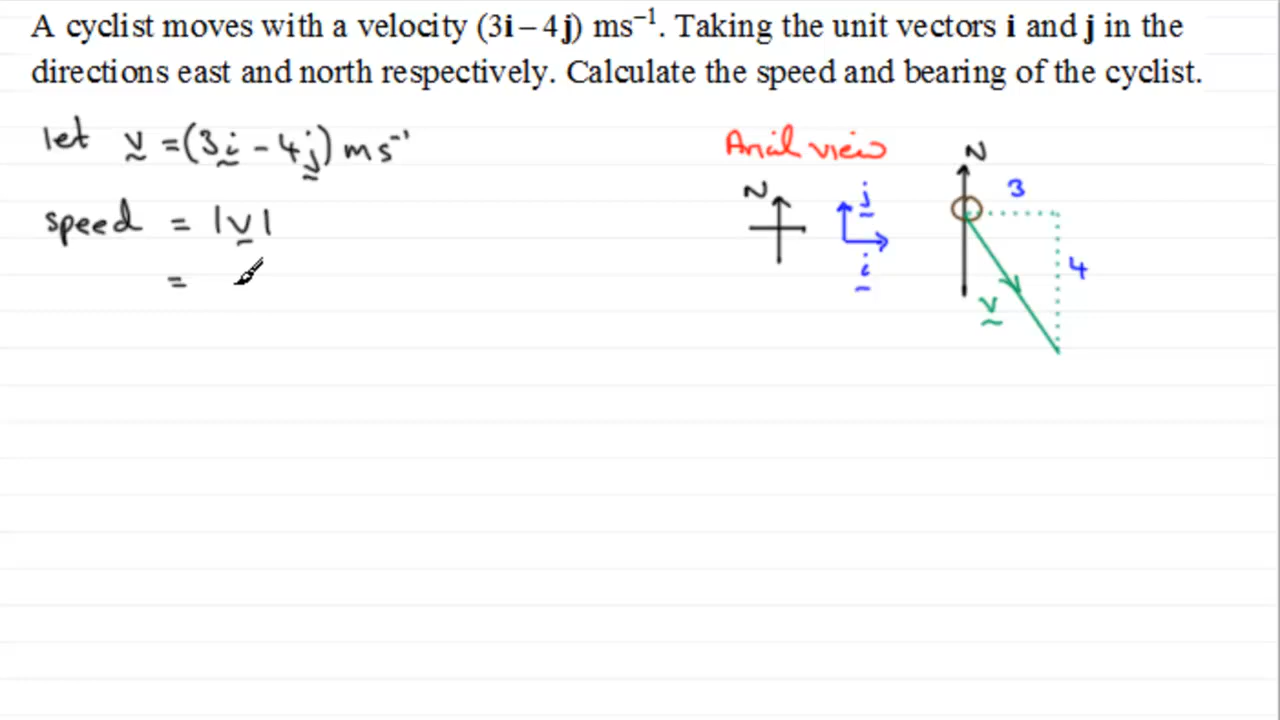 A cyclist moves with a velocity (3i – 4j) ms⁻¹. Taking the unit vectors i and j in the
directions east and north respectively. Calculate the speed and bearing of the cyclist.
let v = (3i - 4j) ms⁻¹
Arial view
N
N
3
j
speed = |v|
i
4
=
v